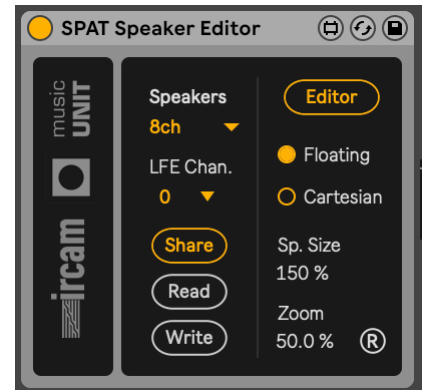 SPAT Speaker Editor
music
UNIT
ircam
Speakers
8ch
LFE Chan.
0
Share
Read
Write
Editor
Floating
Cartesian
Sp. Size
150 %
Zoom
50.0 %
®